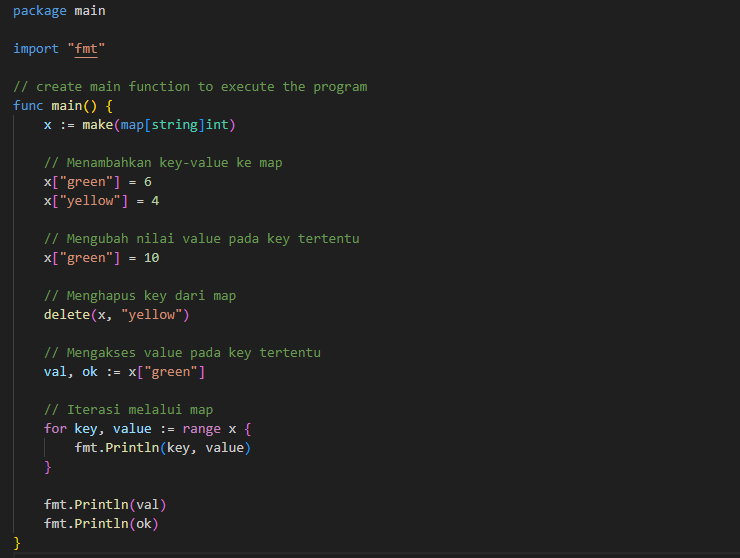 package main
import "fmt"
// create main function to execute the program
func main() {
x := make(map[string]int)
// Menambahkan key-value ke map
x["green"] = 6
x["yellow"] = 4
// Mengubah nilai value pada key tertentu
x["green"] = 10
// Menghapus key dari map
delete(x, "yellow")
// Mengakses value pada key tertentu
val, ok := x["green"]
// Iterasi melalui map
for key, value := range x {
fmt.Println(key, value)
}
fmt.Println(val)
fmt.Println(ok)
}